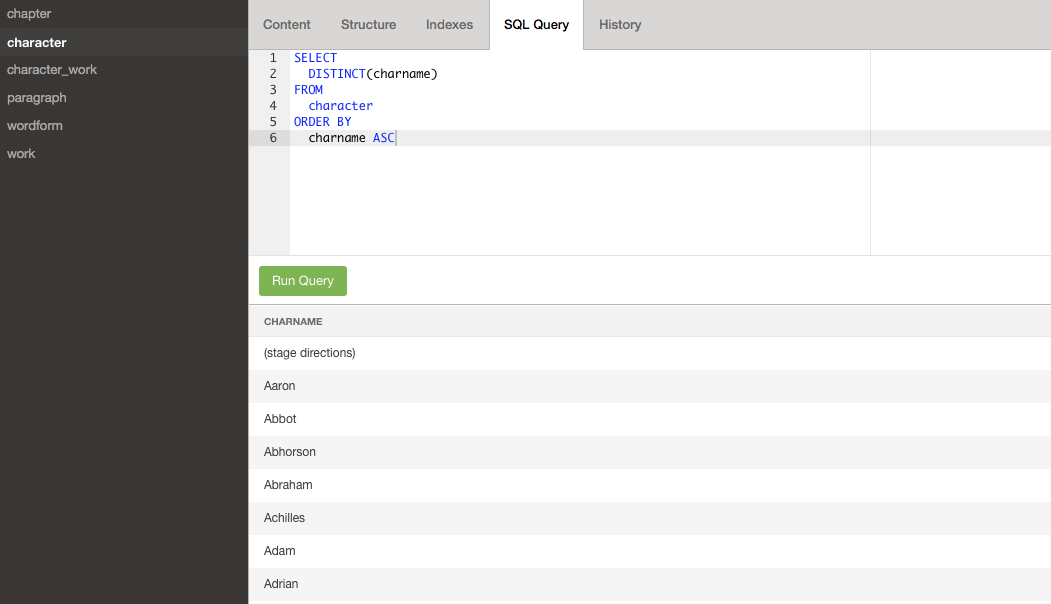 chapter
character
character_work
paragraph
wordform
work
Content Structure Indexes SQL Query History
1 SELECT
2 DISTINCT(charname)
3 FROM
4 character
5 ORDER BY
6 charname ASC
Run Query
CHARNAME
(stage directions)
Aaron
Abbot
Abhorson
Abraham
Achilles
Adam
Adrian